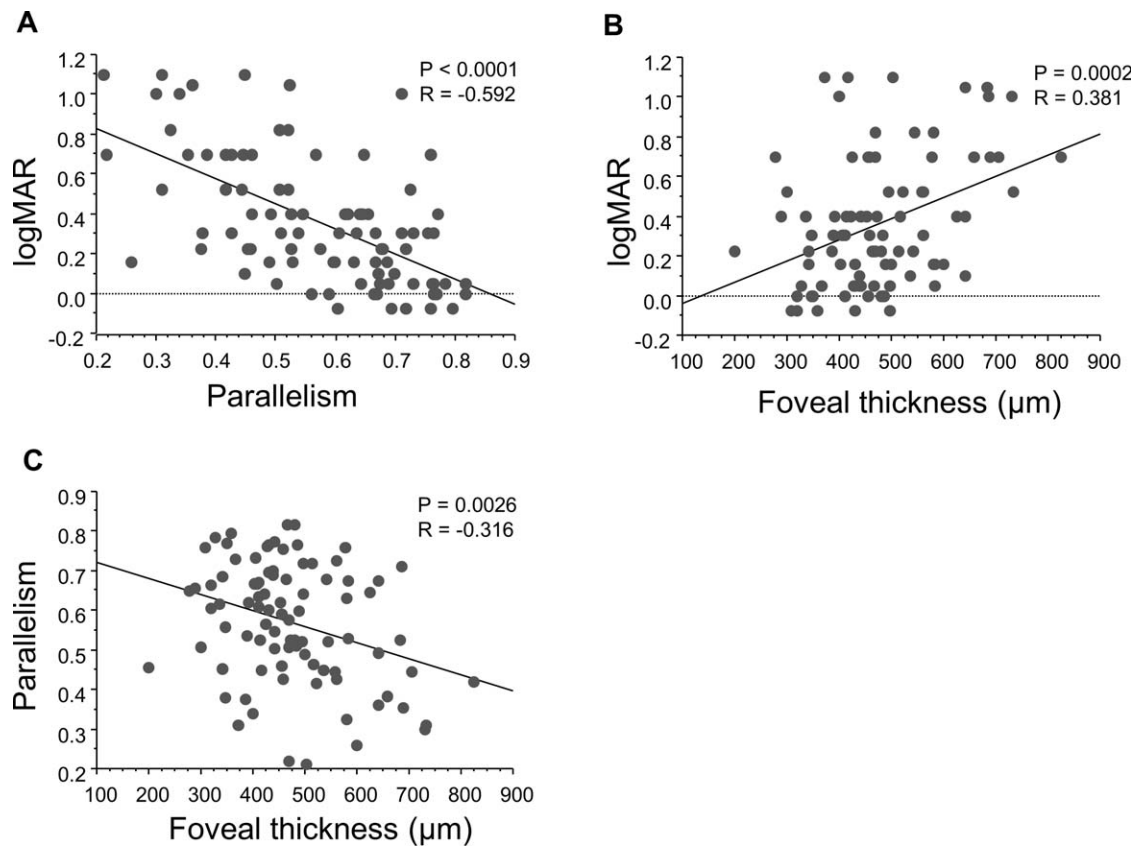 A
P < 0.0001
R = -0.592
logMAR
1.2
1.0
0.8
0.6
0.4
0.2
0.0
-0.2
0.2 0.3 0.4 0.5 0.6 0.7 0.8 0.9
Parallelism
B
P = 0.0002
R = 0.381
logMAR
1.2
1.0
0.8
0.6
0.4
0.2
0.0
-0.2
100 200 300 400 500 600 700 800 900
Foveal thickness (μm)
C
P = 0.0026
R = -0.316
Parallelism
0.9
0.8
0.7
0.6
0.5
0.4
0.3
0.2
100 200 300 400 500 600 700 800 900
Foveal thickness (μm)